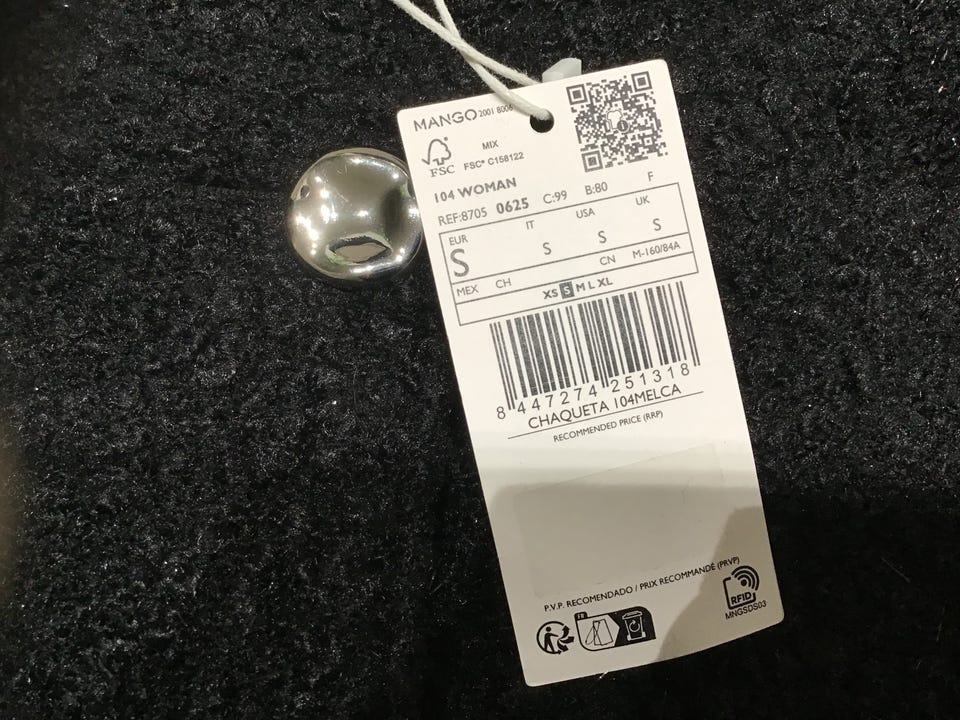 MANGO 2001 8006
FSC
MIX
FSC® C158122
104 WOMAN
REF:8705 0625 C:99 B:80 F
EUR IT USA UK
S S S S
MEX CH CN M-160/84A
XS S M L XL
8 447274 251318
CHAQUETA 104MELCA
RECOMMENDED PRICE (RRP)
P.V.P. RECOMENDADO / PRIX RECOMMANDÉ (PRVP)
FR
RFID
MNGSDS03